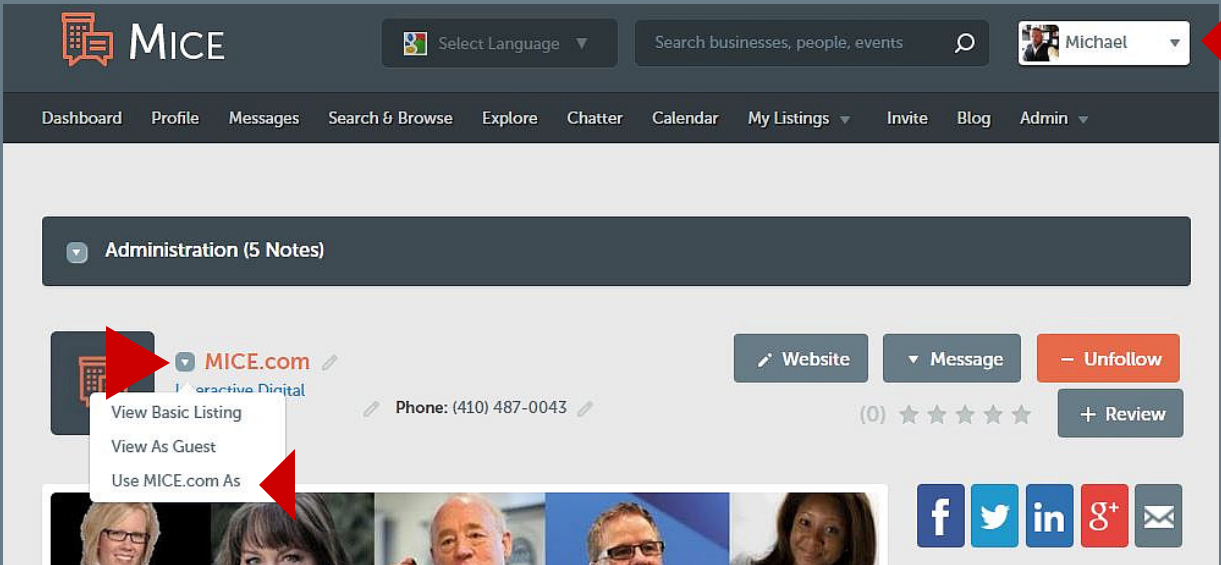 MICE
Select Language ▼
Search businesses, people, events
Michael
Dashboard Profile Messages Search & Browse Explore Chatter Calendar My Listings Invite Blog Admin
Administration (5 Notes)
MICE.com
Digital
Phone: (410) 487-0043
View Basic Listing
View As Guest
Use MICE.com As
Website
Message
− Unfollow
(0)
+ Review
f
in
g+